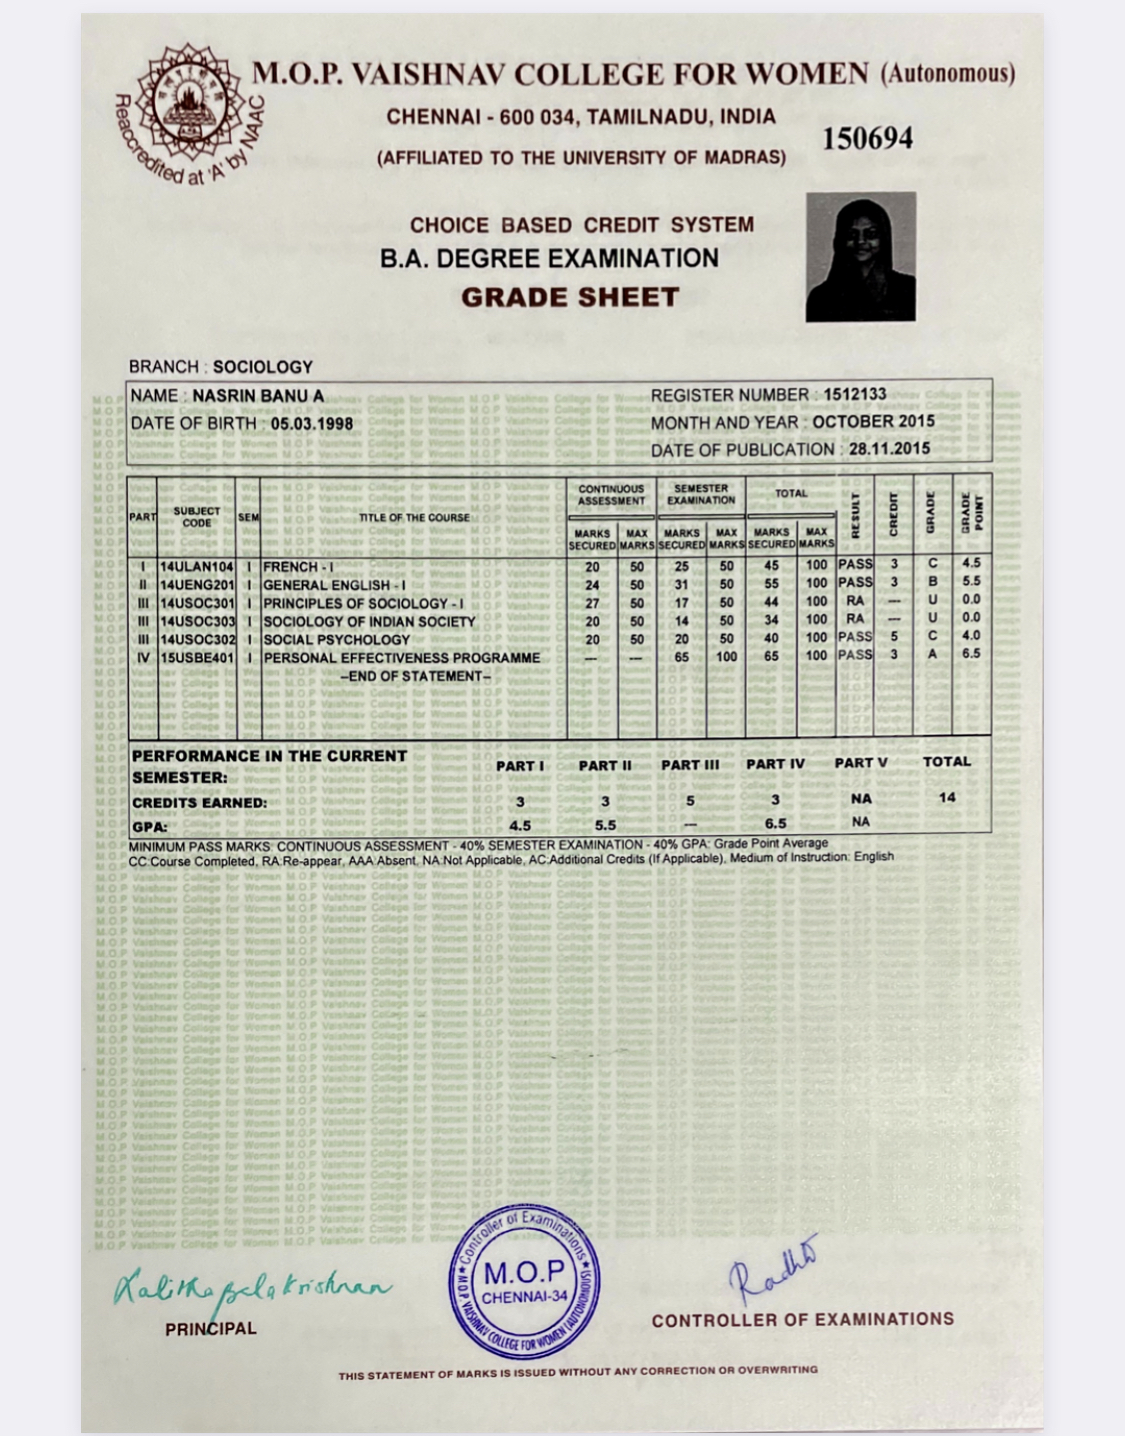 M.O.P. VAISHNAV COLLEGE FOR WOMEN (Autonomous)
Reaccredited at 'A' by NAAC
CHENNAI - 600 034, TAMILNADU, INDIA
150694
(AFFILIATED TO THE UNIVERSITY OF MADRAS)
CHOICE BASED CREDIT SYSTEM
B.A. DEGREE EXAMINATION
GRADE SHEET
BRANCH : SOCIOLOGY
NAME : NASRIN BANU A REGISTER NUMBER : 1512133
DATE OF BIRTH : 05.03.1998 MONTH AND YEAR : OCTOBER 2015
DATE OF PUBLICATION : 28.11.2015
PART SUBJECT CODE SEM TITLE OF THE COURSE CONTINUOUS ASSESSMENT SEMESTER EXAMINATION TOTAL RESULT CREDIT GRADE GRADE POINT
MARKS SECURED MAX MARKS MARKS SECURED MAX MARKS MARKS SECURED MAX MARKS
I 14ULAN104 I FRENCH - I 20 50 25 50 45 100 PASS 3 C 4.5
II 14UENG201 I GENERAL ENGLISH - I 24 50 31 50 55 100 PASS 3 B 5.5
III 14USOC301 I PRINCIPLES OF SOCIOLOGY - I 27 50 17 50 44 100 RA --- U 0.0
III 14USOC303 I SOCIOLOGY OF INDIAN SOCIETY 20 50 14 50 34 100 RA --- U 0.0
III 14USOC302 I SOCIAL PSYCHOLOGY 20 50 20 50 40 100 PASS 5 C 4.0
IV 15USBE401 I PERSONAL EFFECTIVENESS PROGRAMME --- --- 65 100 65 100 PASS 3 A 6.5
--END OF STATEMENT--
PERFORMANCE IN THE CURRENT SEMESTER: PART I PART II PART III PART IV PART V TOTAL
CREDITS EARNED: 3 3 5 3 NA 14
GPA: 4.5 5.5 --- 6.5 NA
MINIMUM PASS MARKS: CONTINUOUS ASSESSMENT - 40% SEMESTER EXAMINATION - 40% GPA: Grade Point Average
CC:Course Completed, RA:Re-appear, AAA:Absent, NA:Not Applicable, AC:Additional Credits (If Applicable), Medium of Instruction: English
Lalitha Balakrishnan
PRINCIPAL
Controller of Examinations
M.O.P
CHENNAI-34
M.O.P. VAISHNAV COLLEGE FOR WOMEN (AUTONOMOUS)
CONTROLLER OF EXAMINATIONS
THIS STATEMENT OF MARKS IS ISSUED WITHOUT ANY CORRECTION OR OVERWRITING